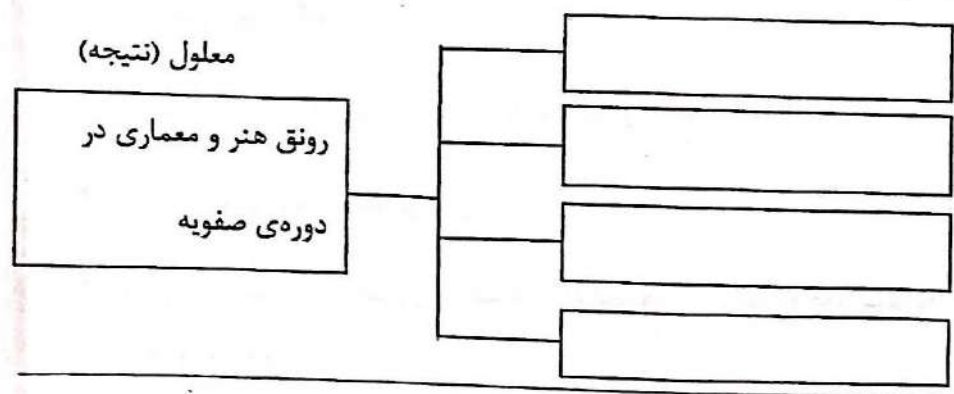 معلول (نتیجه)
رونق هنر و معماری در
دوره‌ی صفویه